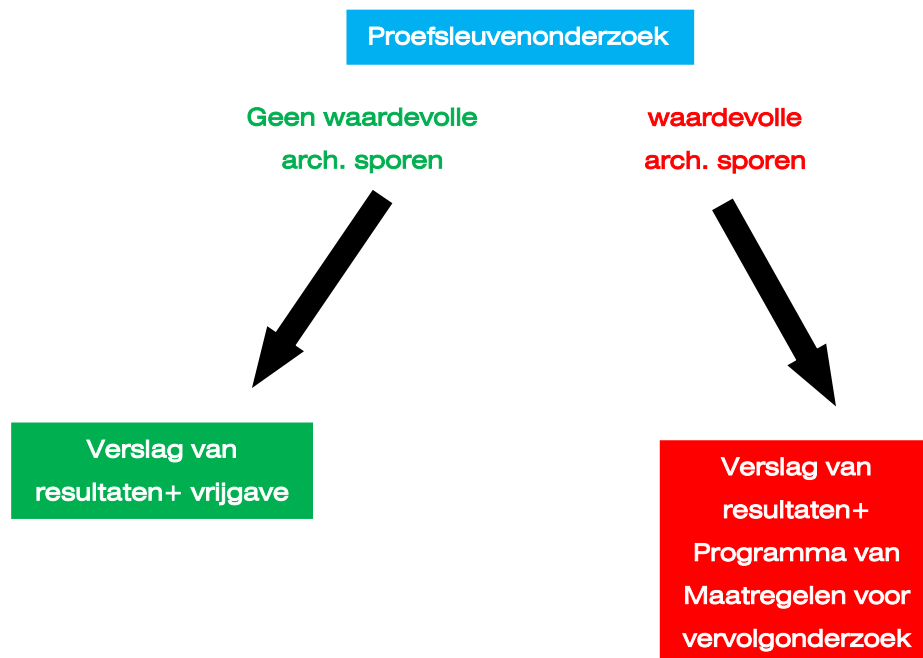 Proefsleuvenonderzoek
Geen waardevolle
arch. sporen
waardevolle
arch. sporen
Verslag van
resultaten+ vrijgave
Verslag van
resultaten+
Programma van
Maatregelen voor
vervolgonderzoek